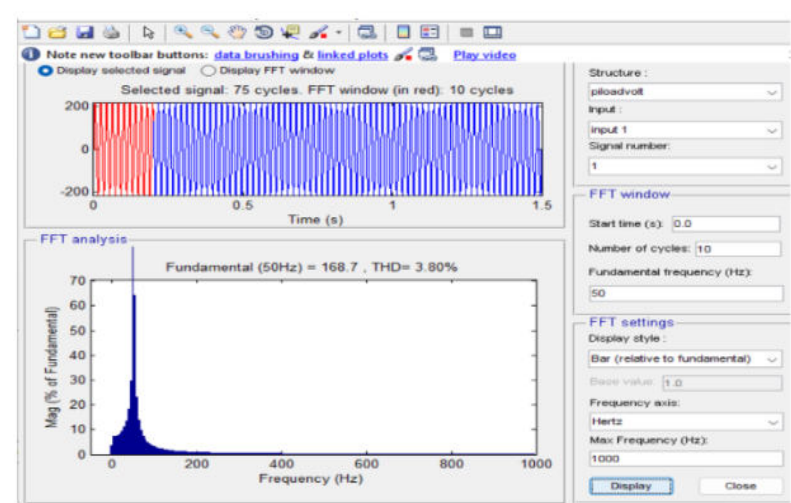 Note new toolbar buttons: data brushing & linked plots Play video
Display selected signal Display FFT window
Selected signal: 75 cycles. FFT window (in red): 10 cycles
200
0
-200
0 0.5 1 1.5
Time (s)
FFT analysis
Fundamental (50Hz) = 168.7 , THD= 3.80%
Mag (% of Fundamental)
70
60
50
40
30
20
10
0
0 200 400 600 800 1000
Frequency (Hz)
Structure :
piloadvolt
Input :
input 1
Signal number:
1
FFT window
Start time (s): 0.0
Number of cycles: 10
Fundamental frequency (Hz):
50
FFT settings
Display style :
Bar (relative to fundamental)
Base value: 1.0
Frequency axis:
Hertz
Max Frequency (Hz):
1000
Display Close